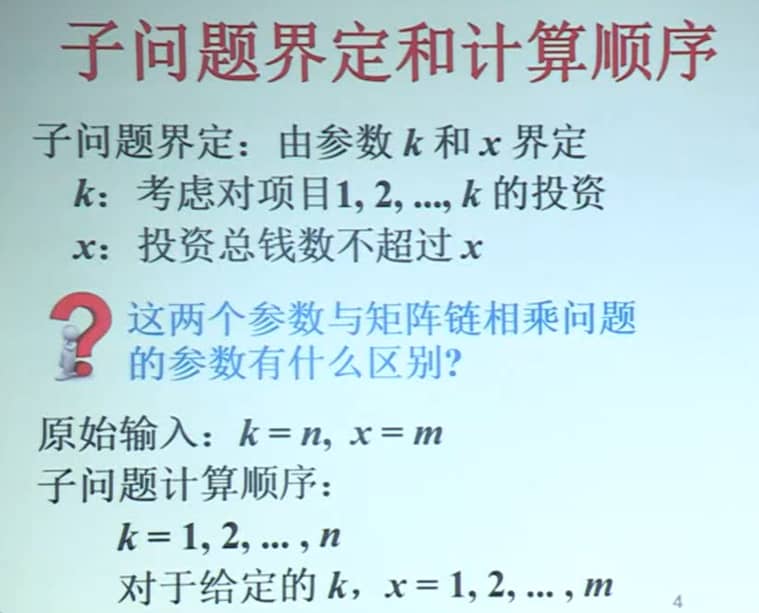 子问题界定和计算顺序
子问题界定：由参数 k 和 x 界定
k：考虑对项目1, 2, ..., k 的投资
x：投资总钱数不超过 x
这两个参数与矩阵链相乘问题
的参数有什么区别?
原始输入：k = n, x = m
子问题计算顺序：
k = 1, 2, ... , n
对于给定的 k，x = 1, 2, ... , m
4